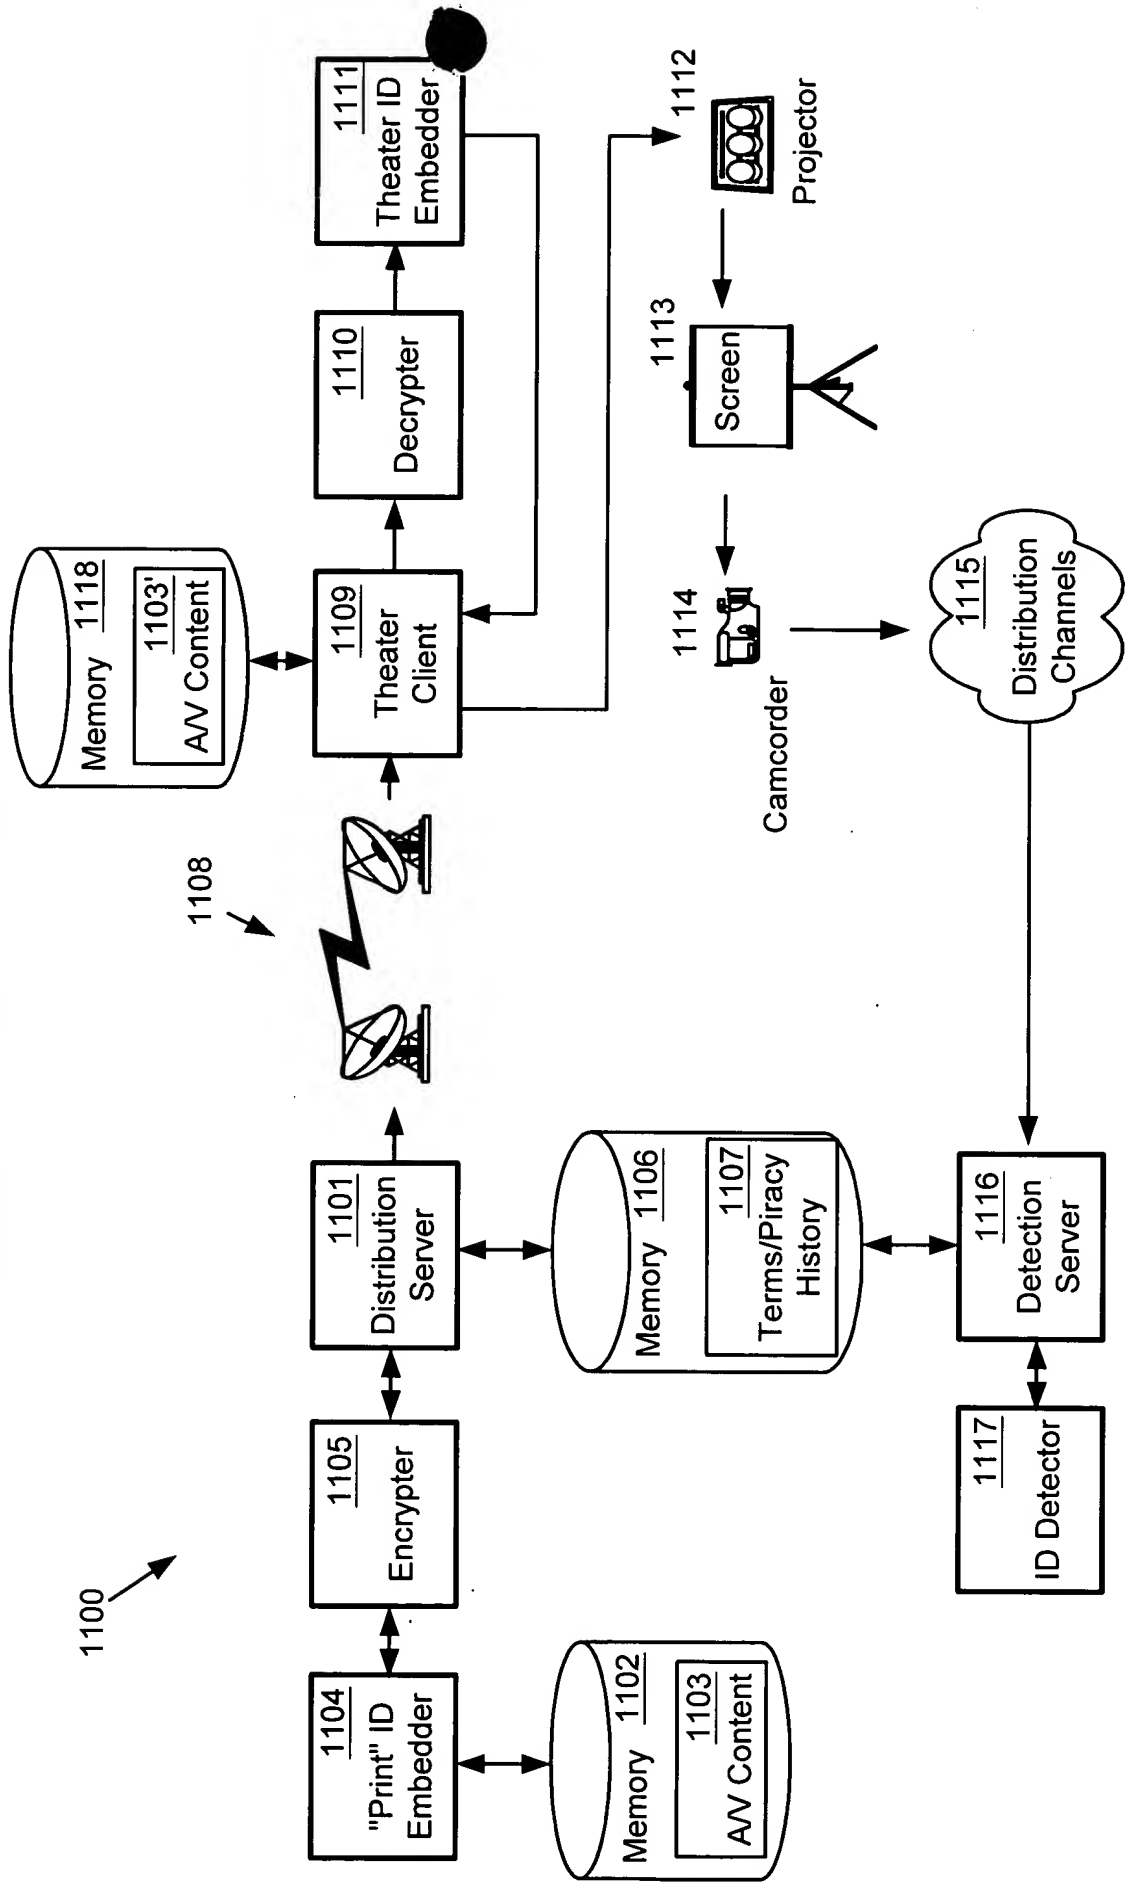 1100
1104
"Print" ID
Embedder
Memory 1102
1103
A/V Content
1105
Encrypter
1101
Distribution
Server
Memory 1106
1107
Terms/Piracy
History
1108
Memory 1118
1103'
A/V Content
1109
Theater
Client
1110
Decrypter
1111
Theater ID
Embedder
1112
Projector
1113
Screen
1114
Camcorder
1115
Distribution
Channels
1116
Detection
Server
1117
ID Detector